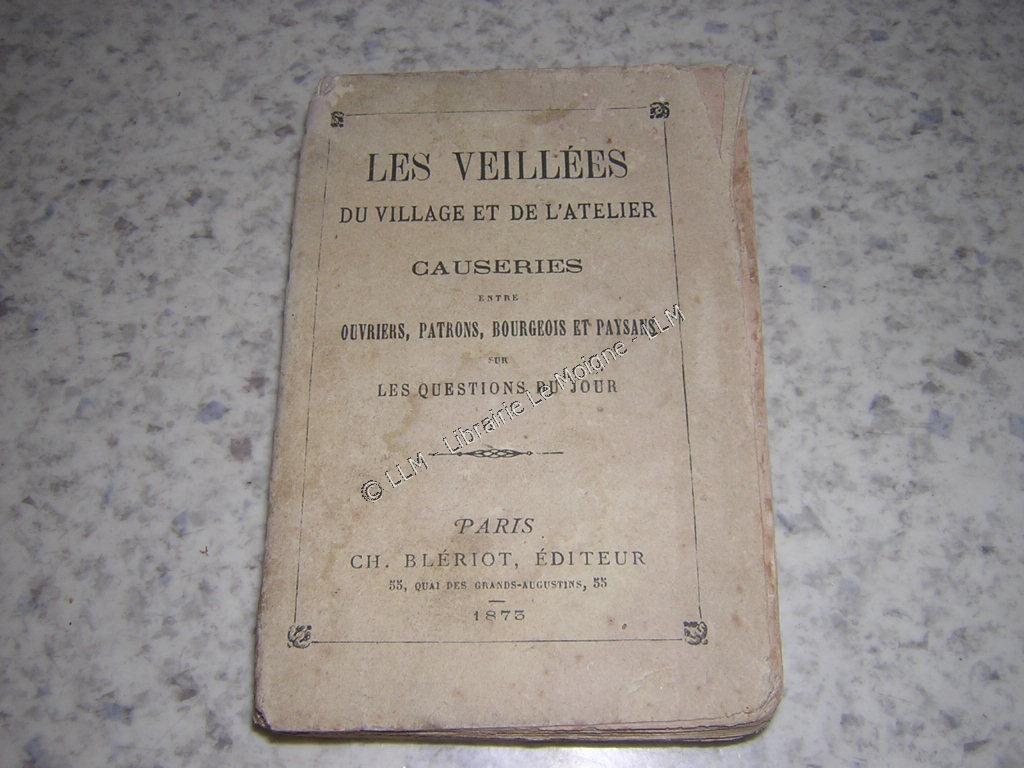 LES VEILLÉES
DU VILLAGE ET DE L'ATELIER
CAUSERIES
ENTRE
OUVRIERS, PATRONS, BOURGEOIS ET PAYSANS
SUR
LES QUESTIONS DU JOUR
© LLM - Librairie Le Moigne - LLM
PARIS
CH. BLÉRIOT, ÉDITEUR
55, QUAI DES GRANDS-AUGUSTINS, 55
1873